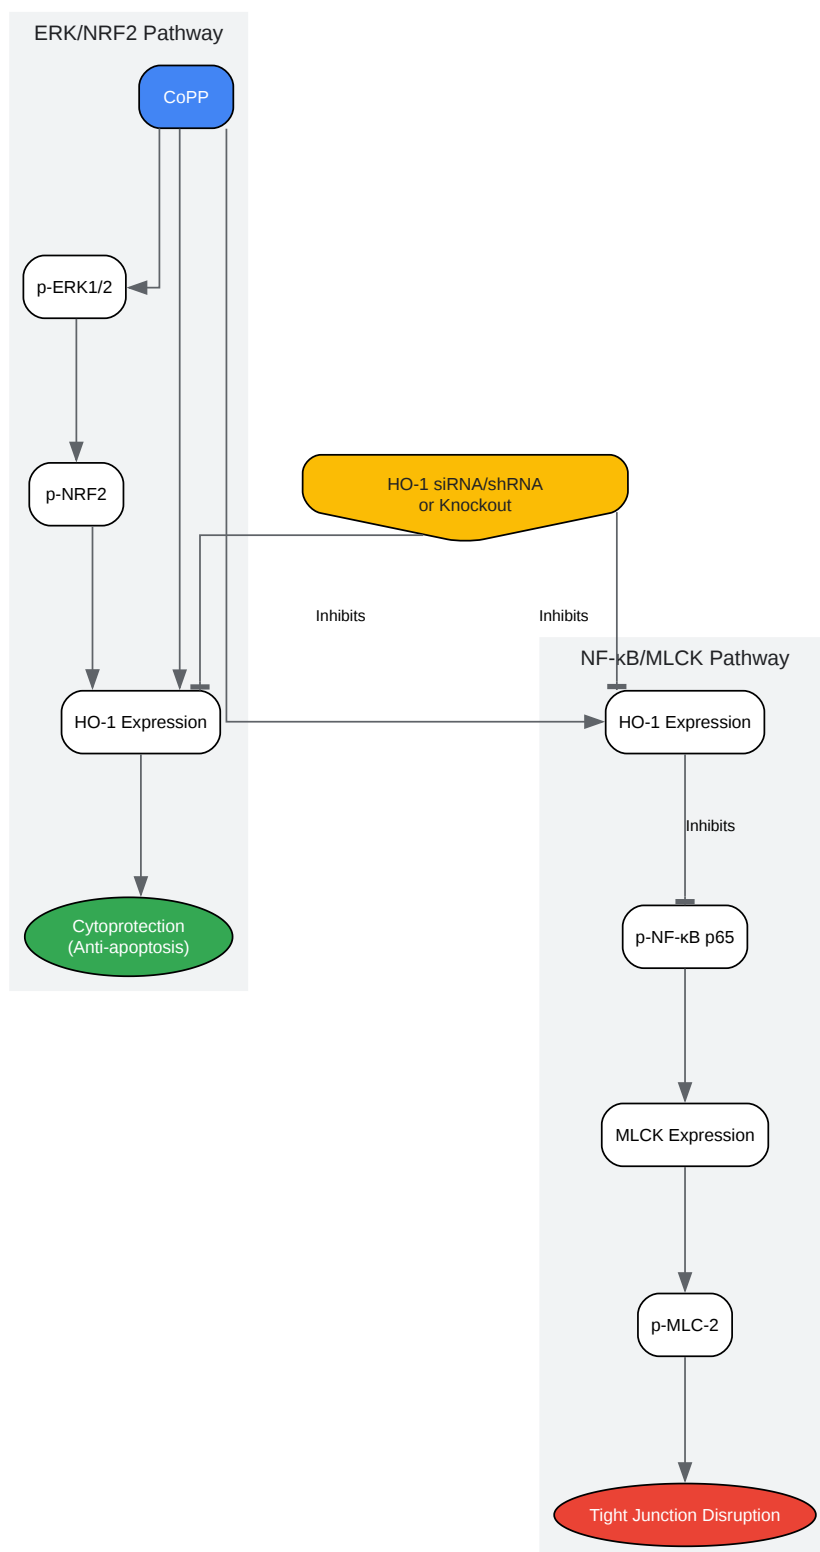 ERK/NRF2 Pathway
CoPP
p-ERK1/2
p-NRF2
HO-1 siRNA/shRNA
or Knockout
Inhibits
Inhibits
NF-κB/MLCK Pathway
HO-1 Expression
HO-1 Expression
Inhibits
Cytoprotection
(Anti-apoptosis)
p-NF-κB p65
MLCK Expression
p-MLC-2
Tight Junction Disruption